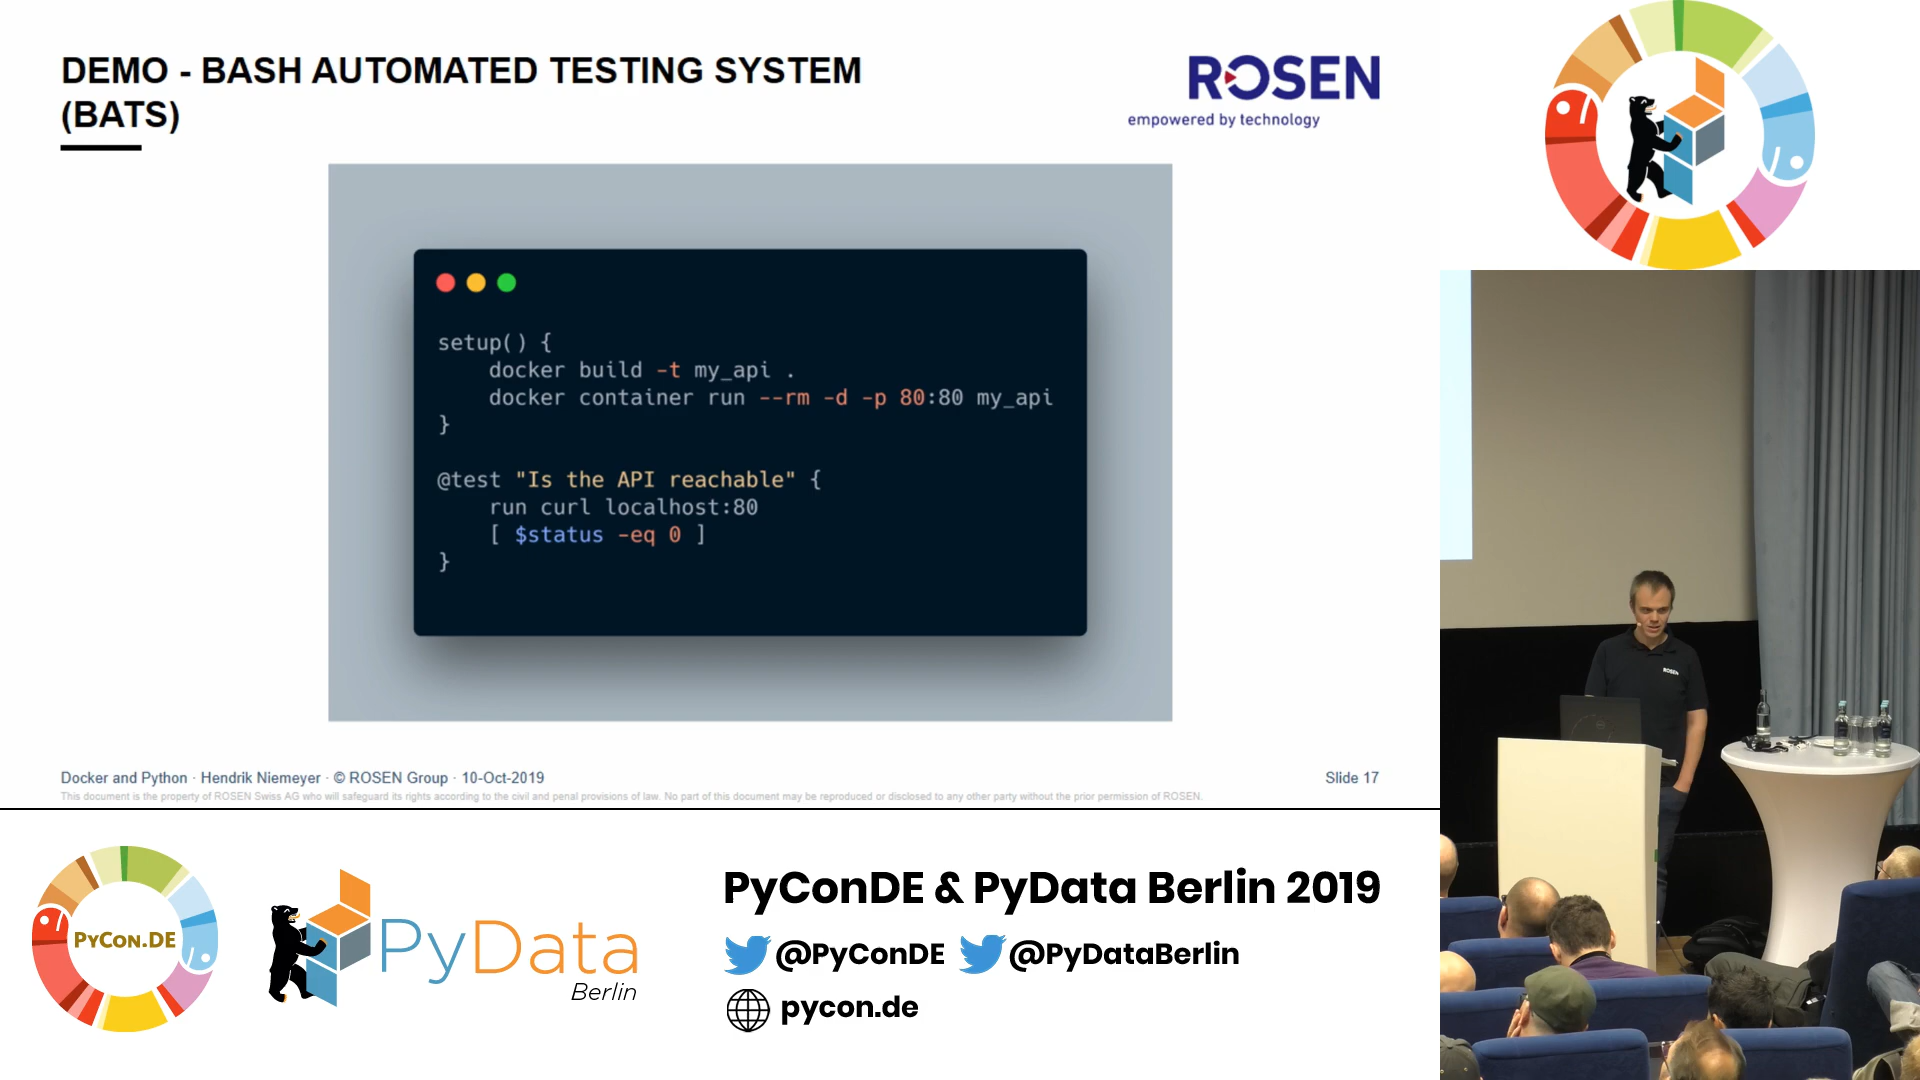 DEMO - BASH AUTOMATED TESTING SYSTEM
(BATS)
ROSEN
empowered by technology
setup() {
    docker build -t my_api .
    docker container run --rm -d -p 80:80 my_api
}
@test "Is the API reachable" {
    run curl localhost:80
    [ $status -eq 0 ]
}
Docker and Python · Hendrik Niemeyer · © ROSEN Group · 10-Oct-2019
Slide 17
This document is the property of ROSEN Swiss AG who will safeguard its rights according to the civil and penal provisions of law. No part of this document may be reproduced or disclosed to any other party without the prior permission of ROSEN.
PYCON.DE
PyData
Berlin
PyConDE & PyData Berlin 2019
@PyConDE @PyDataBerlin
pycon.de
ROSEN